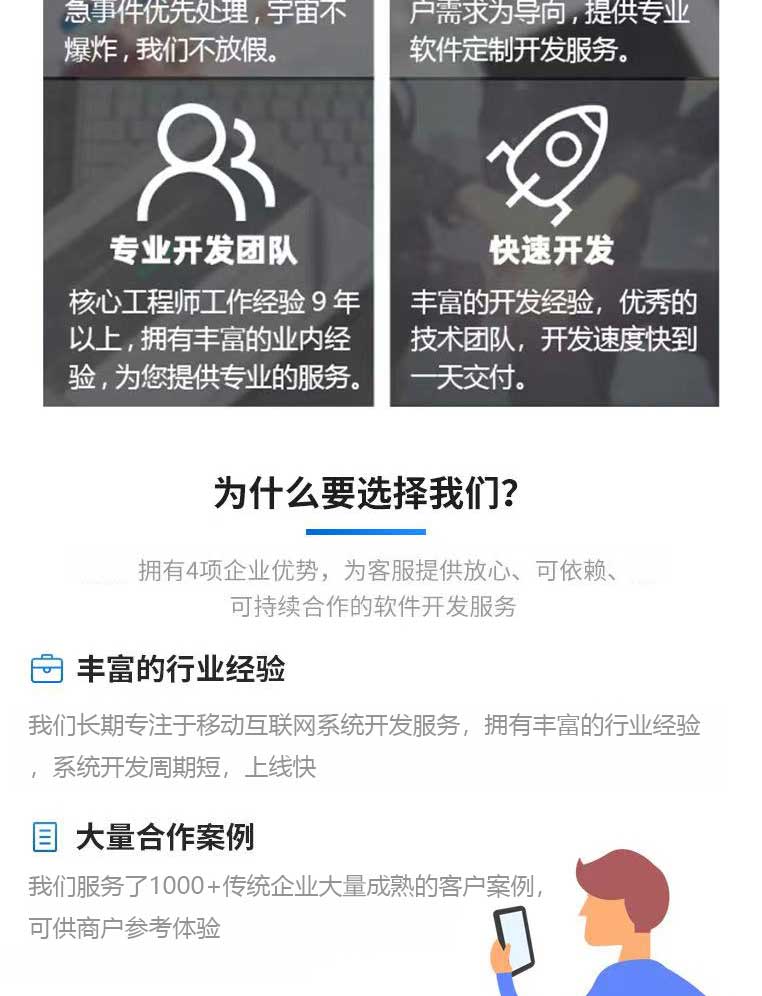 急事件优先处理，宇宙不
爆炸，我们不放假。
户需求为导向，提供专业
软件定制开发服务。
专业开发团队
核心工程师工作经验 9 年
以上，拥有丰富的业内经
验，为您提供专业的服务。
快速开发
丰富的开发经验，优秀的
技术团队，开发速度快到
一天交付。
为什么要选择我们？
拥有4项企业优势，为客服提供放心、可依赖、
可持续合作的软件开发服务
丰富的行业经验
我们长期专注于移动互联网系统开发服务，拥有丰富的行业经验
，系统开发周期短，上线快
大量合作案例
我们服务了1000+传统企业大量成熟的客户案例，
可供商户参考体验